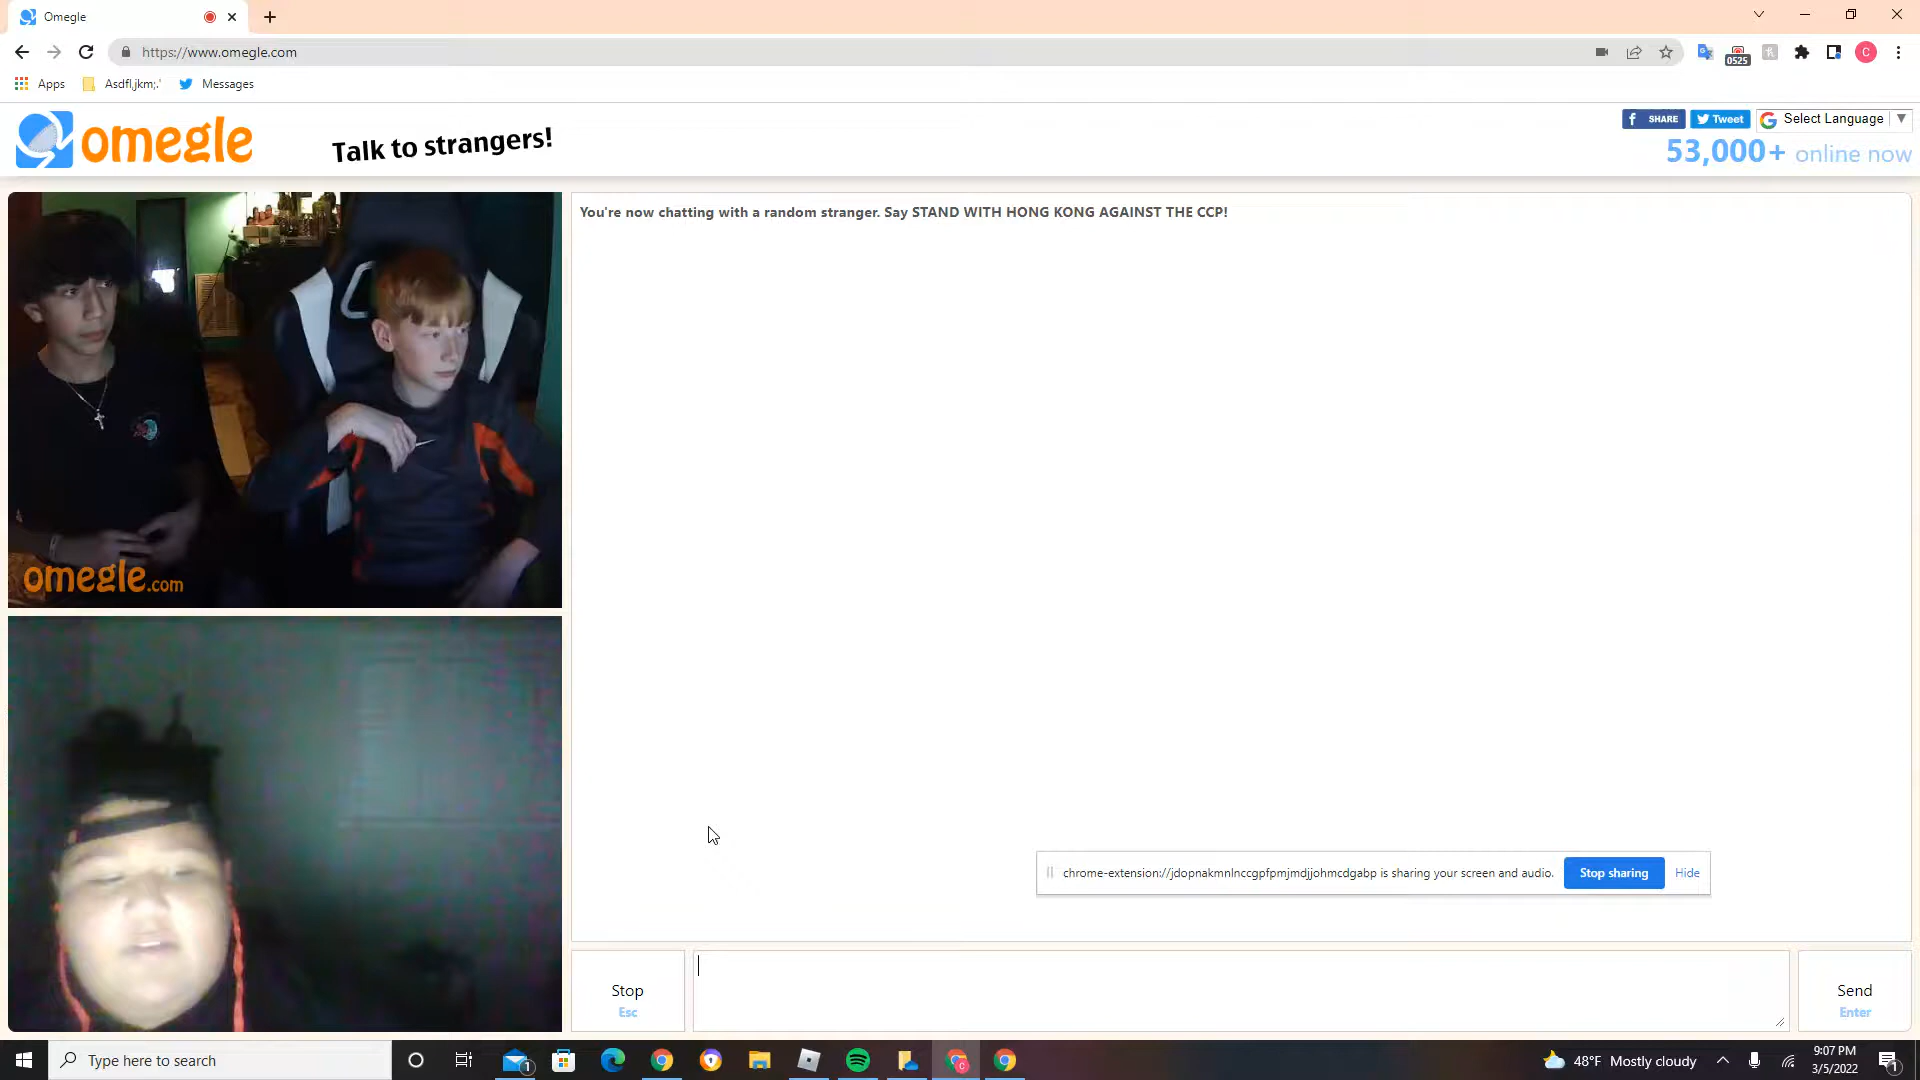 Omegle
https://www.omegle.com
0525
C
Apps
Asdfl;jkm;.'
Messages
omegle
Talk to strangers!
SHARE
Tweet
Select Language
53,000+ online now
You're now chatting with a random stranger. Say STAND WITH HONG KONG AGAINST THE CCP!
omegle.com
chrome-extension://jdopnakmnlnccgpfpmjmdjjohmcdgabp is sharing your screen and audio.
Stop sharing
Hide
Stop
Esc
Send
Enter
Type here to search
1
48°F Mostly cloudy
9:07 PM
3/5/2022
1